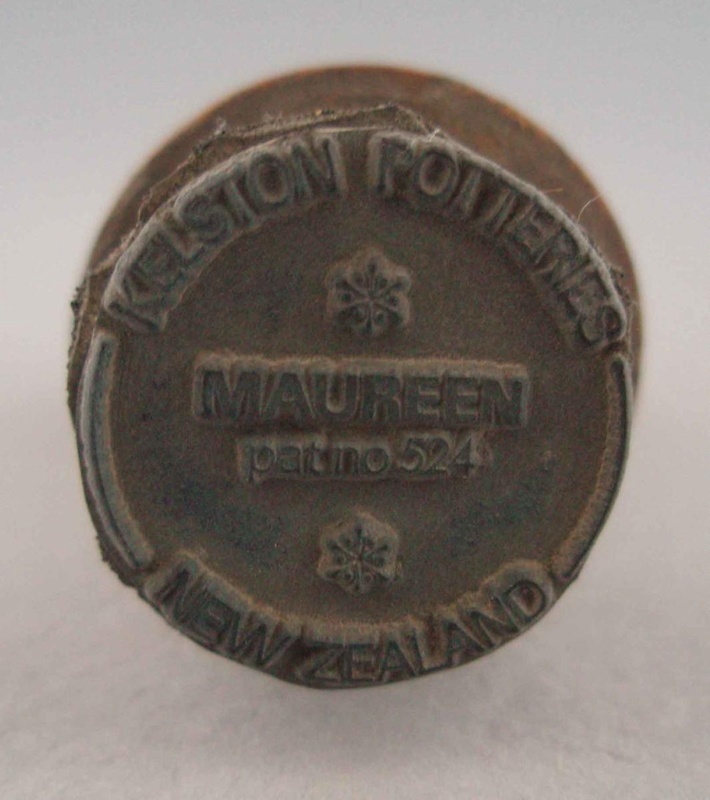 KELSTON POTTERIES
MAUREEN
pat no 524
NEW ZEALAND